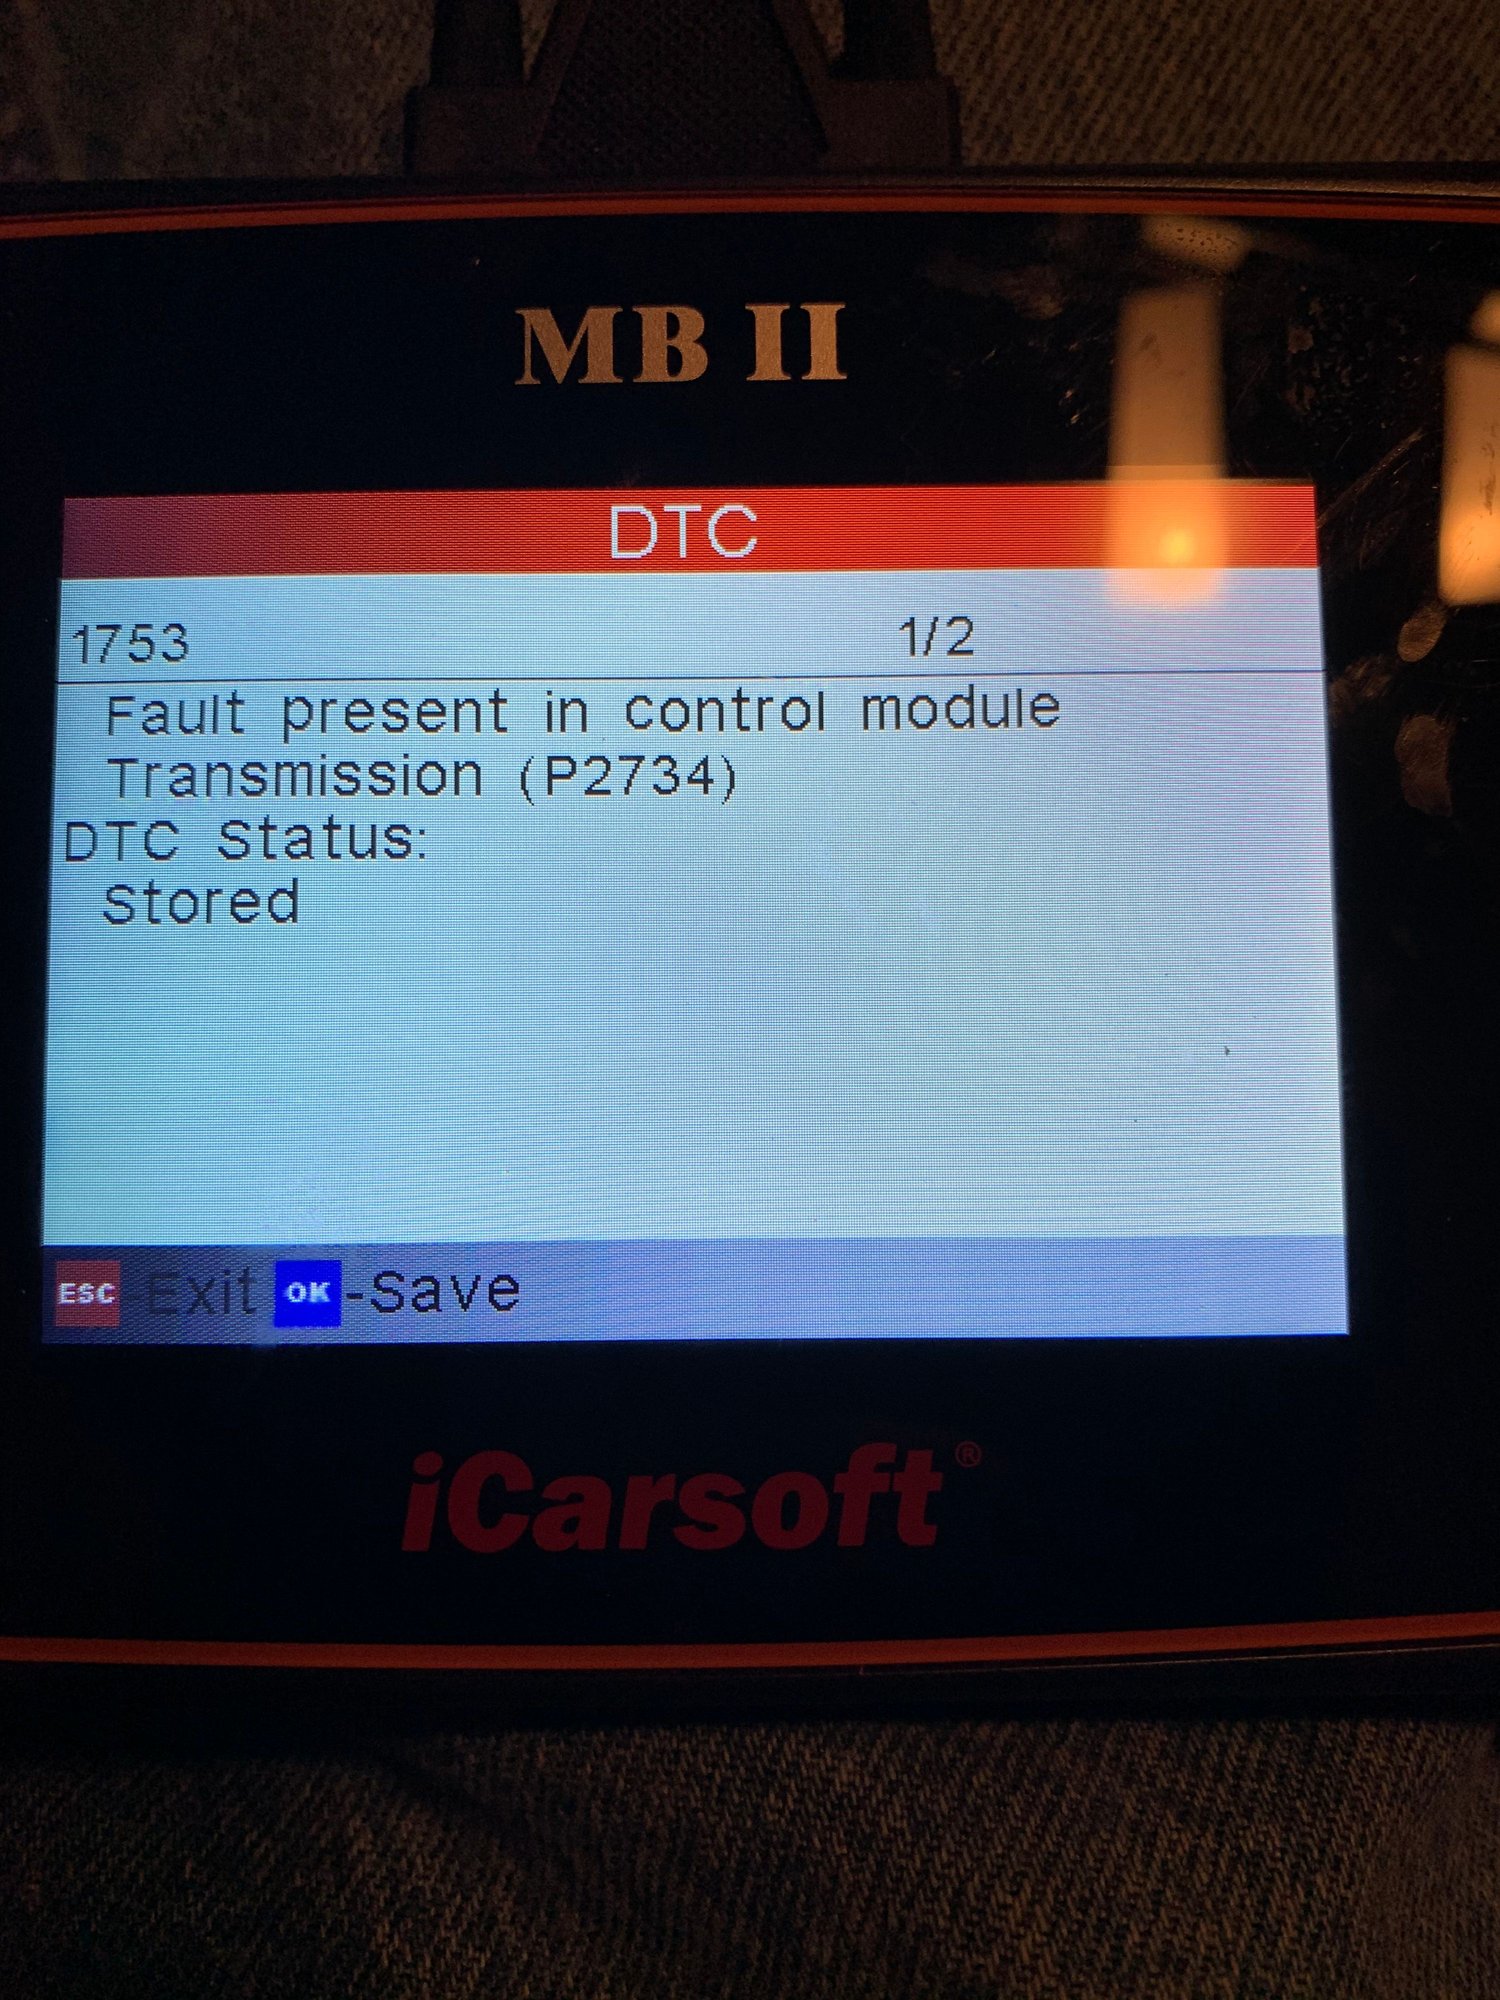 MB II
DTC
1753 1/2
Fault present in control module
Transmission (P2734)
DTC Status:
Stored
ESC Exit OK -Save
iCarsoft®